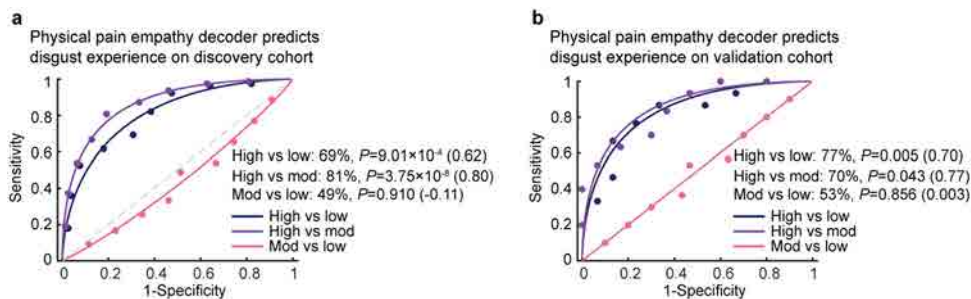 a
Physical pain empathy decoder predicts
disgust experience on discovery cohort
1
0.8
0.6
0.4
0.2
Sensitivity
High vs low: 69%, P=9.01×10⁻⁴ (0.62)
High vs mod: 81%, P=3.75×10⁻⁸ (0.80)
Mod vs low: 49%, P=0.910 (-0.11)
High vs low
High vs mod
Mod vs low
0 0.2 0.4 0.6 0.8 1
1-Specificity
b
Physical pain empathy decoder predicts
disgust experience on validation cohort
1
0.8
0.6
0.4
0.2
Sensitivity
High vs low: 77%, P=0.005 (0.70)
High vs mod: 70%, P=0.043 (0.77)
Mod vs low: 53%, P=0.856 (0.003)
High vs low
High vs mod
Mod vs low
0 0.2 0.4 0.6 0.8 1
1-Specificity